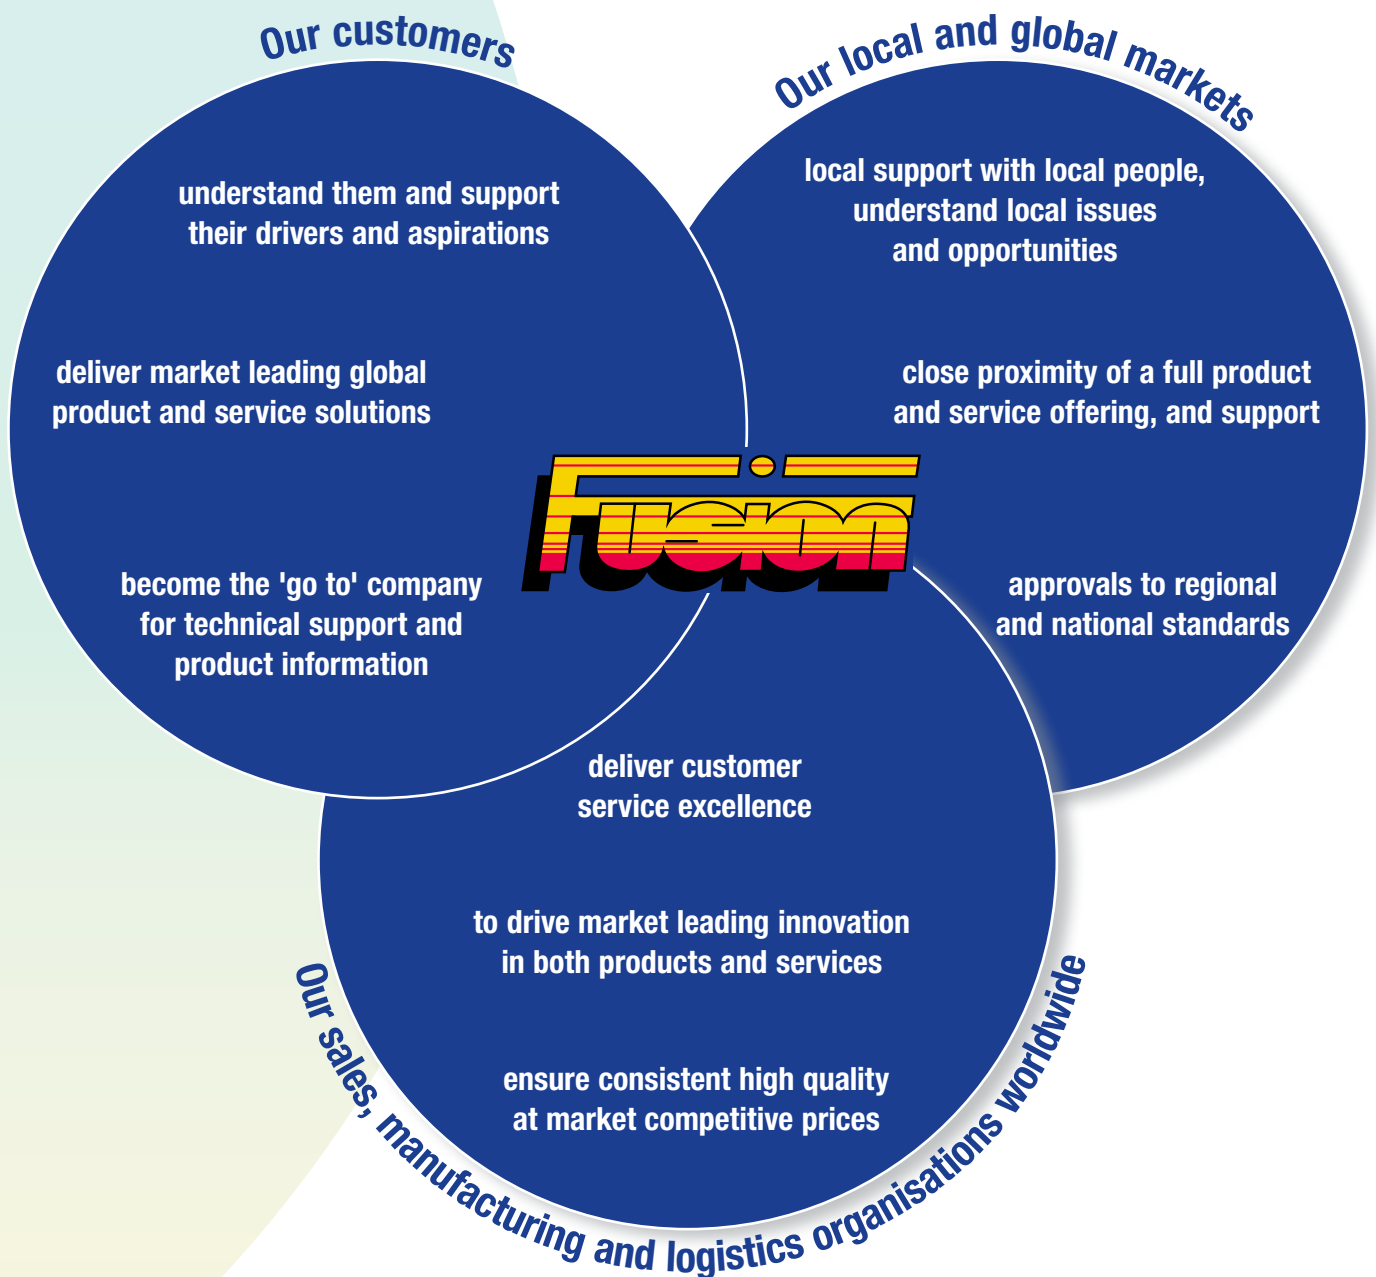 Our customers
understand them and support
their drivers and aspirations
deliver market leading global
product and service solutions
become the 'go to' company
for technical support and
product information
Our local and global markets
local support with local people,
understand local issues
and opportunities
close proximity of a full product
and service offering, and support
approvals to regional
and national standards
Fusion
deliver customer
service excellence
to drive market leading innovation
in both products and services
ensure consistent high quality
at market competitive prices
Our sales, manufacturing and logistics organisations worldwide